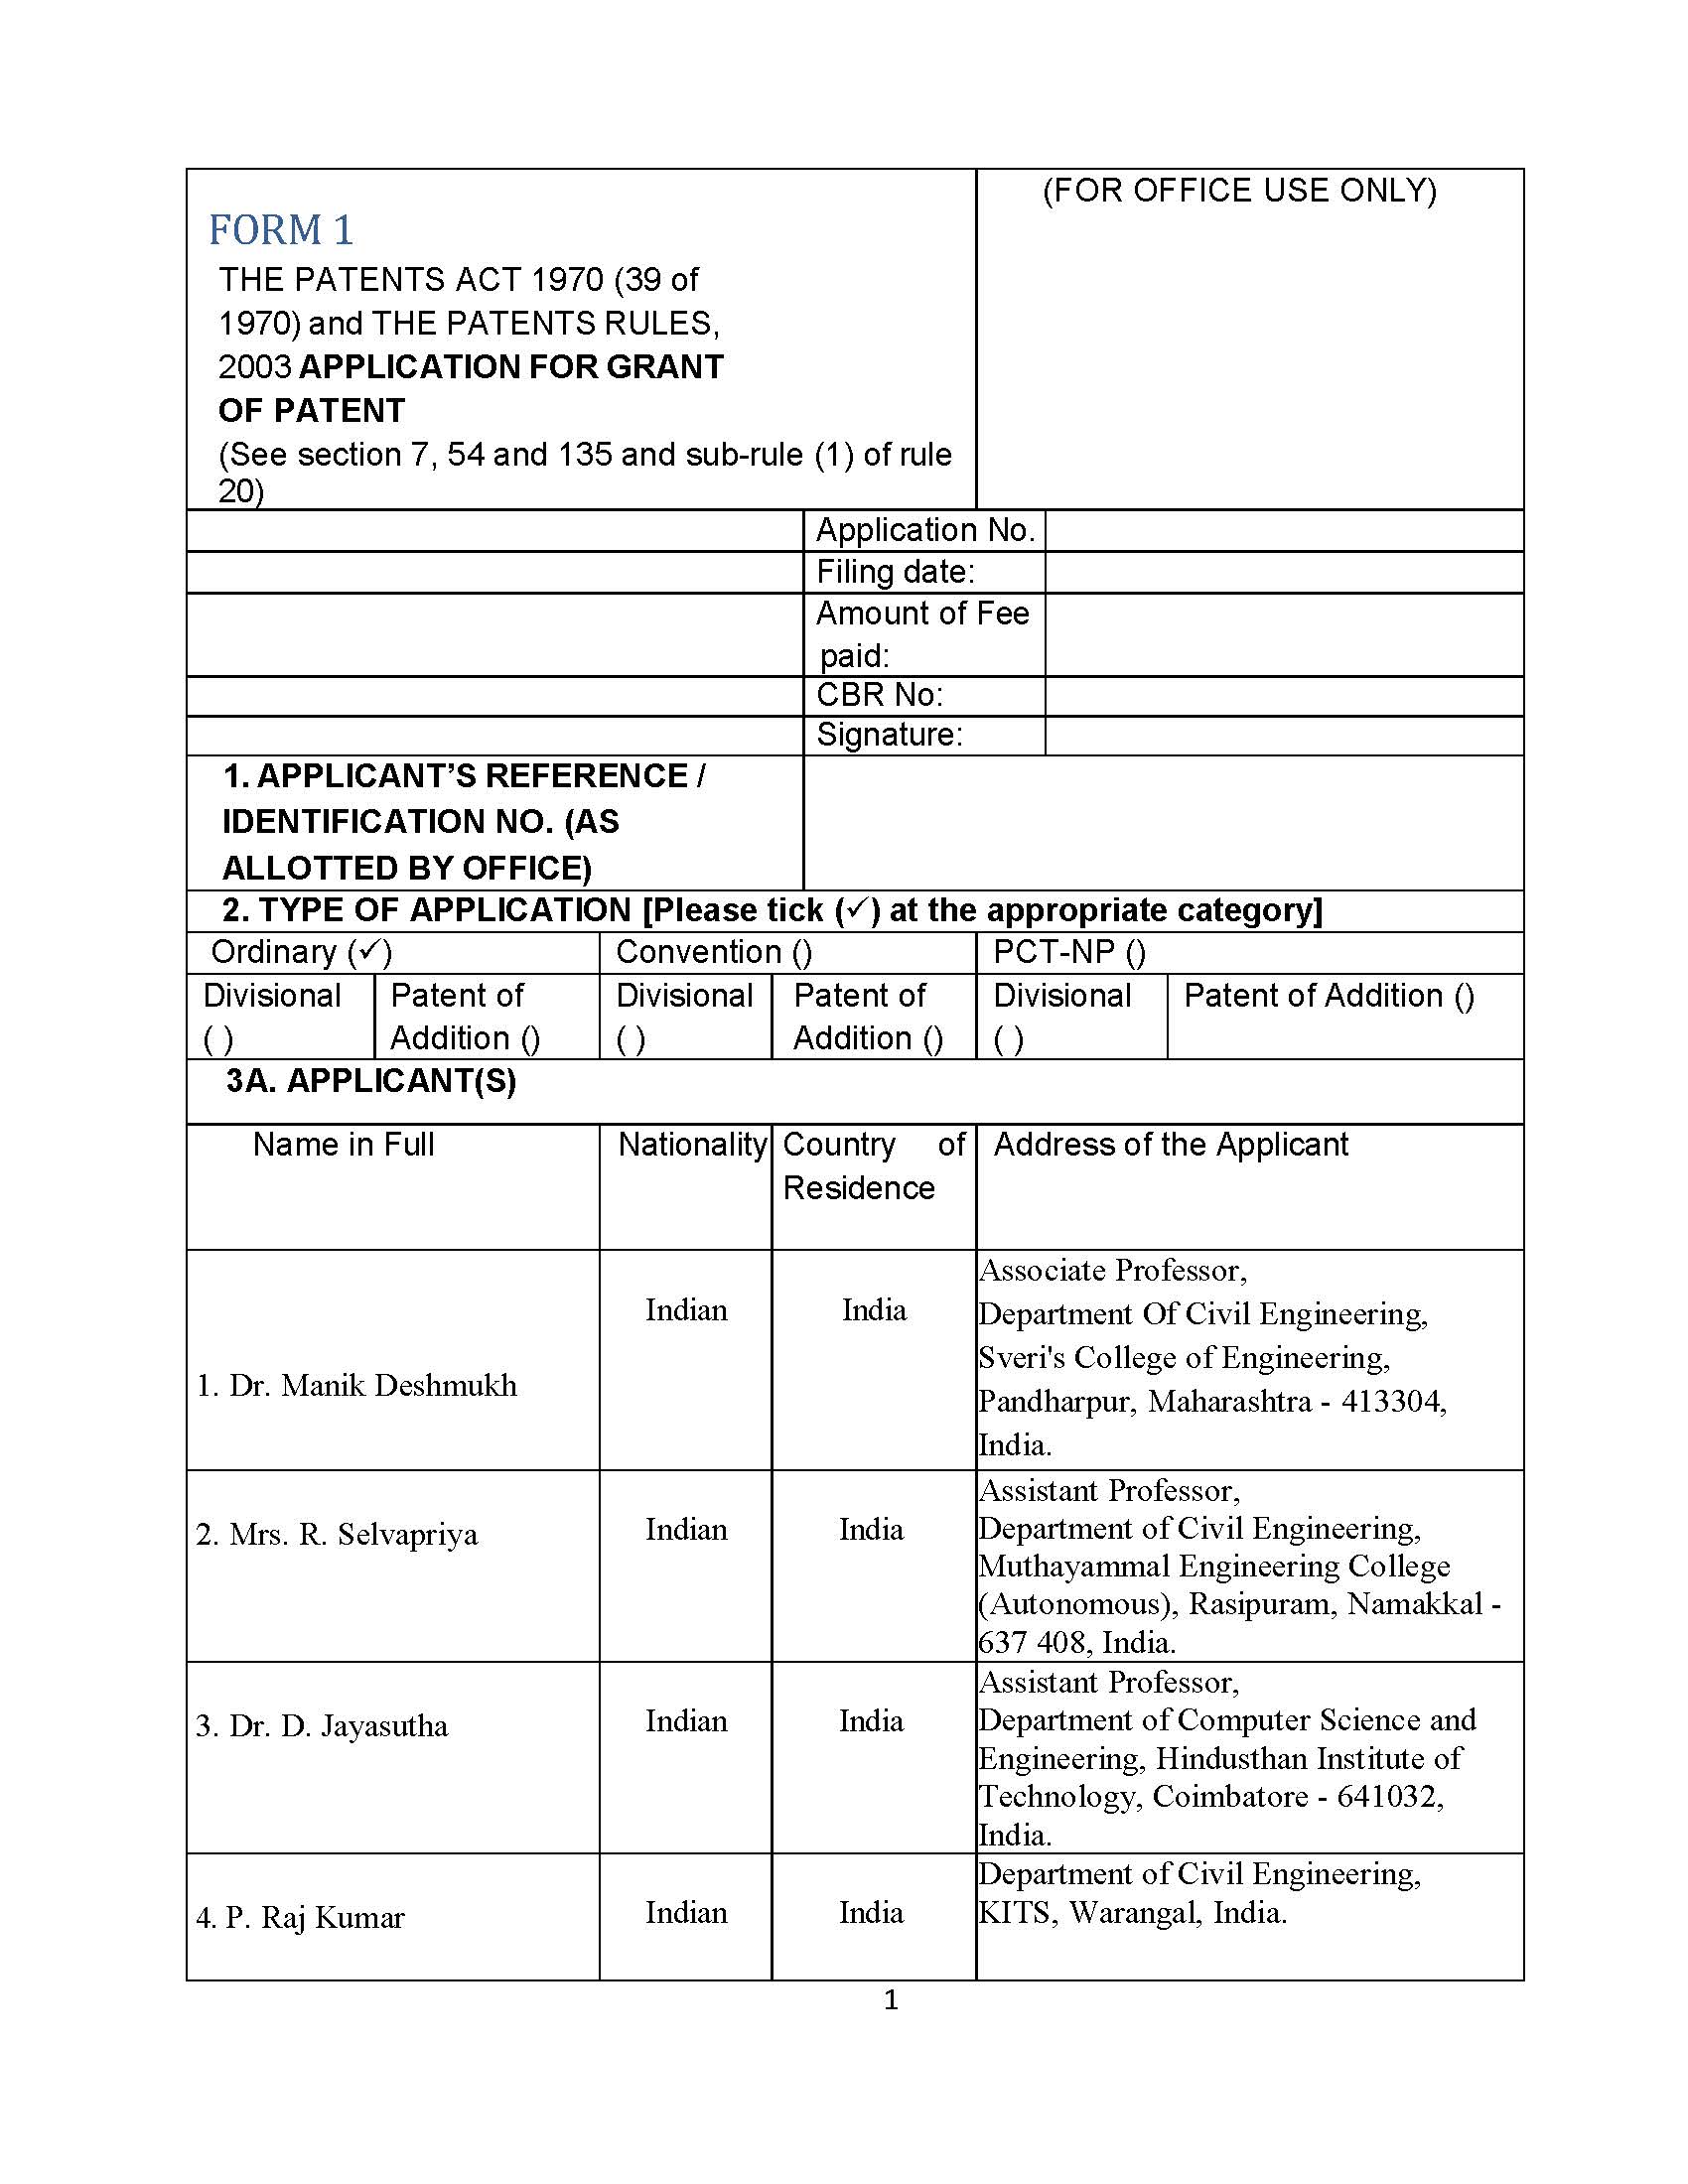 (FOR OFFICE USE ONLY)
FORM 1
THE PATENTS ACT 1970 (39 of
1970) and THE PATENTS RULES,
2003 APPLICATION FOR GRANT
OF PATENT
(See section 7, 54 and 135 and sub-rule (1) of rule
20)
Application No.
Filing date:
Amount of Fee
paid:
CBR No:
Signature:
1. APPLICANT’S REFERENCE /
IDENTIFICATION NO. (AS
ALLOTTED BY OFFICE)
2. TYPE OF APPLICATION [Please tick (✓) at the appropriate category]
Ordinary (✓) Convention () PCT-NP ()
Divisional
( )
Patent of
Addition ()
Divisional
( )
Patent of
Addition ()
Divisional
( )
Patent of Addition ()
3A. APPLICANT(S)
Name in Full
Nationality
Country of
Residence
Address of the Applicant
1. Dr. Manik Deshmukh
Indian
India
Associate Professor,
Department Of Civil Engineering,
Sveri's College of Engineering,
Pandharpur, Maharashtra - 413304,
India.
2. Mrs. R. Selvapriya
Indian
India
Assistant Professor,
Department of Civil Engineering,
Muthayammal Engineering College
(Autonomous), Rasipuram, Namakkal -
637 408, India.
3. Dr. D. Jayasutha
Indian
India
Assistant Professor,
Department of Computer Science and
Engineering, Hindusthan Institute of
Technology, Coimbatore - 641032,
India.
4. P. Raj Kumar
Indian
India
Department of Civil Engineering,
KITS, Warangal, India.
1